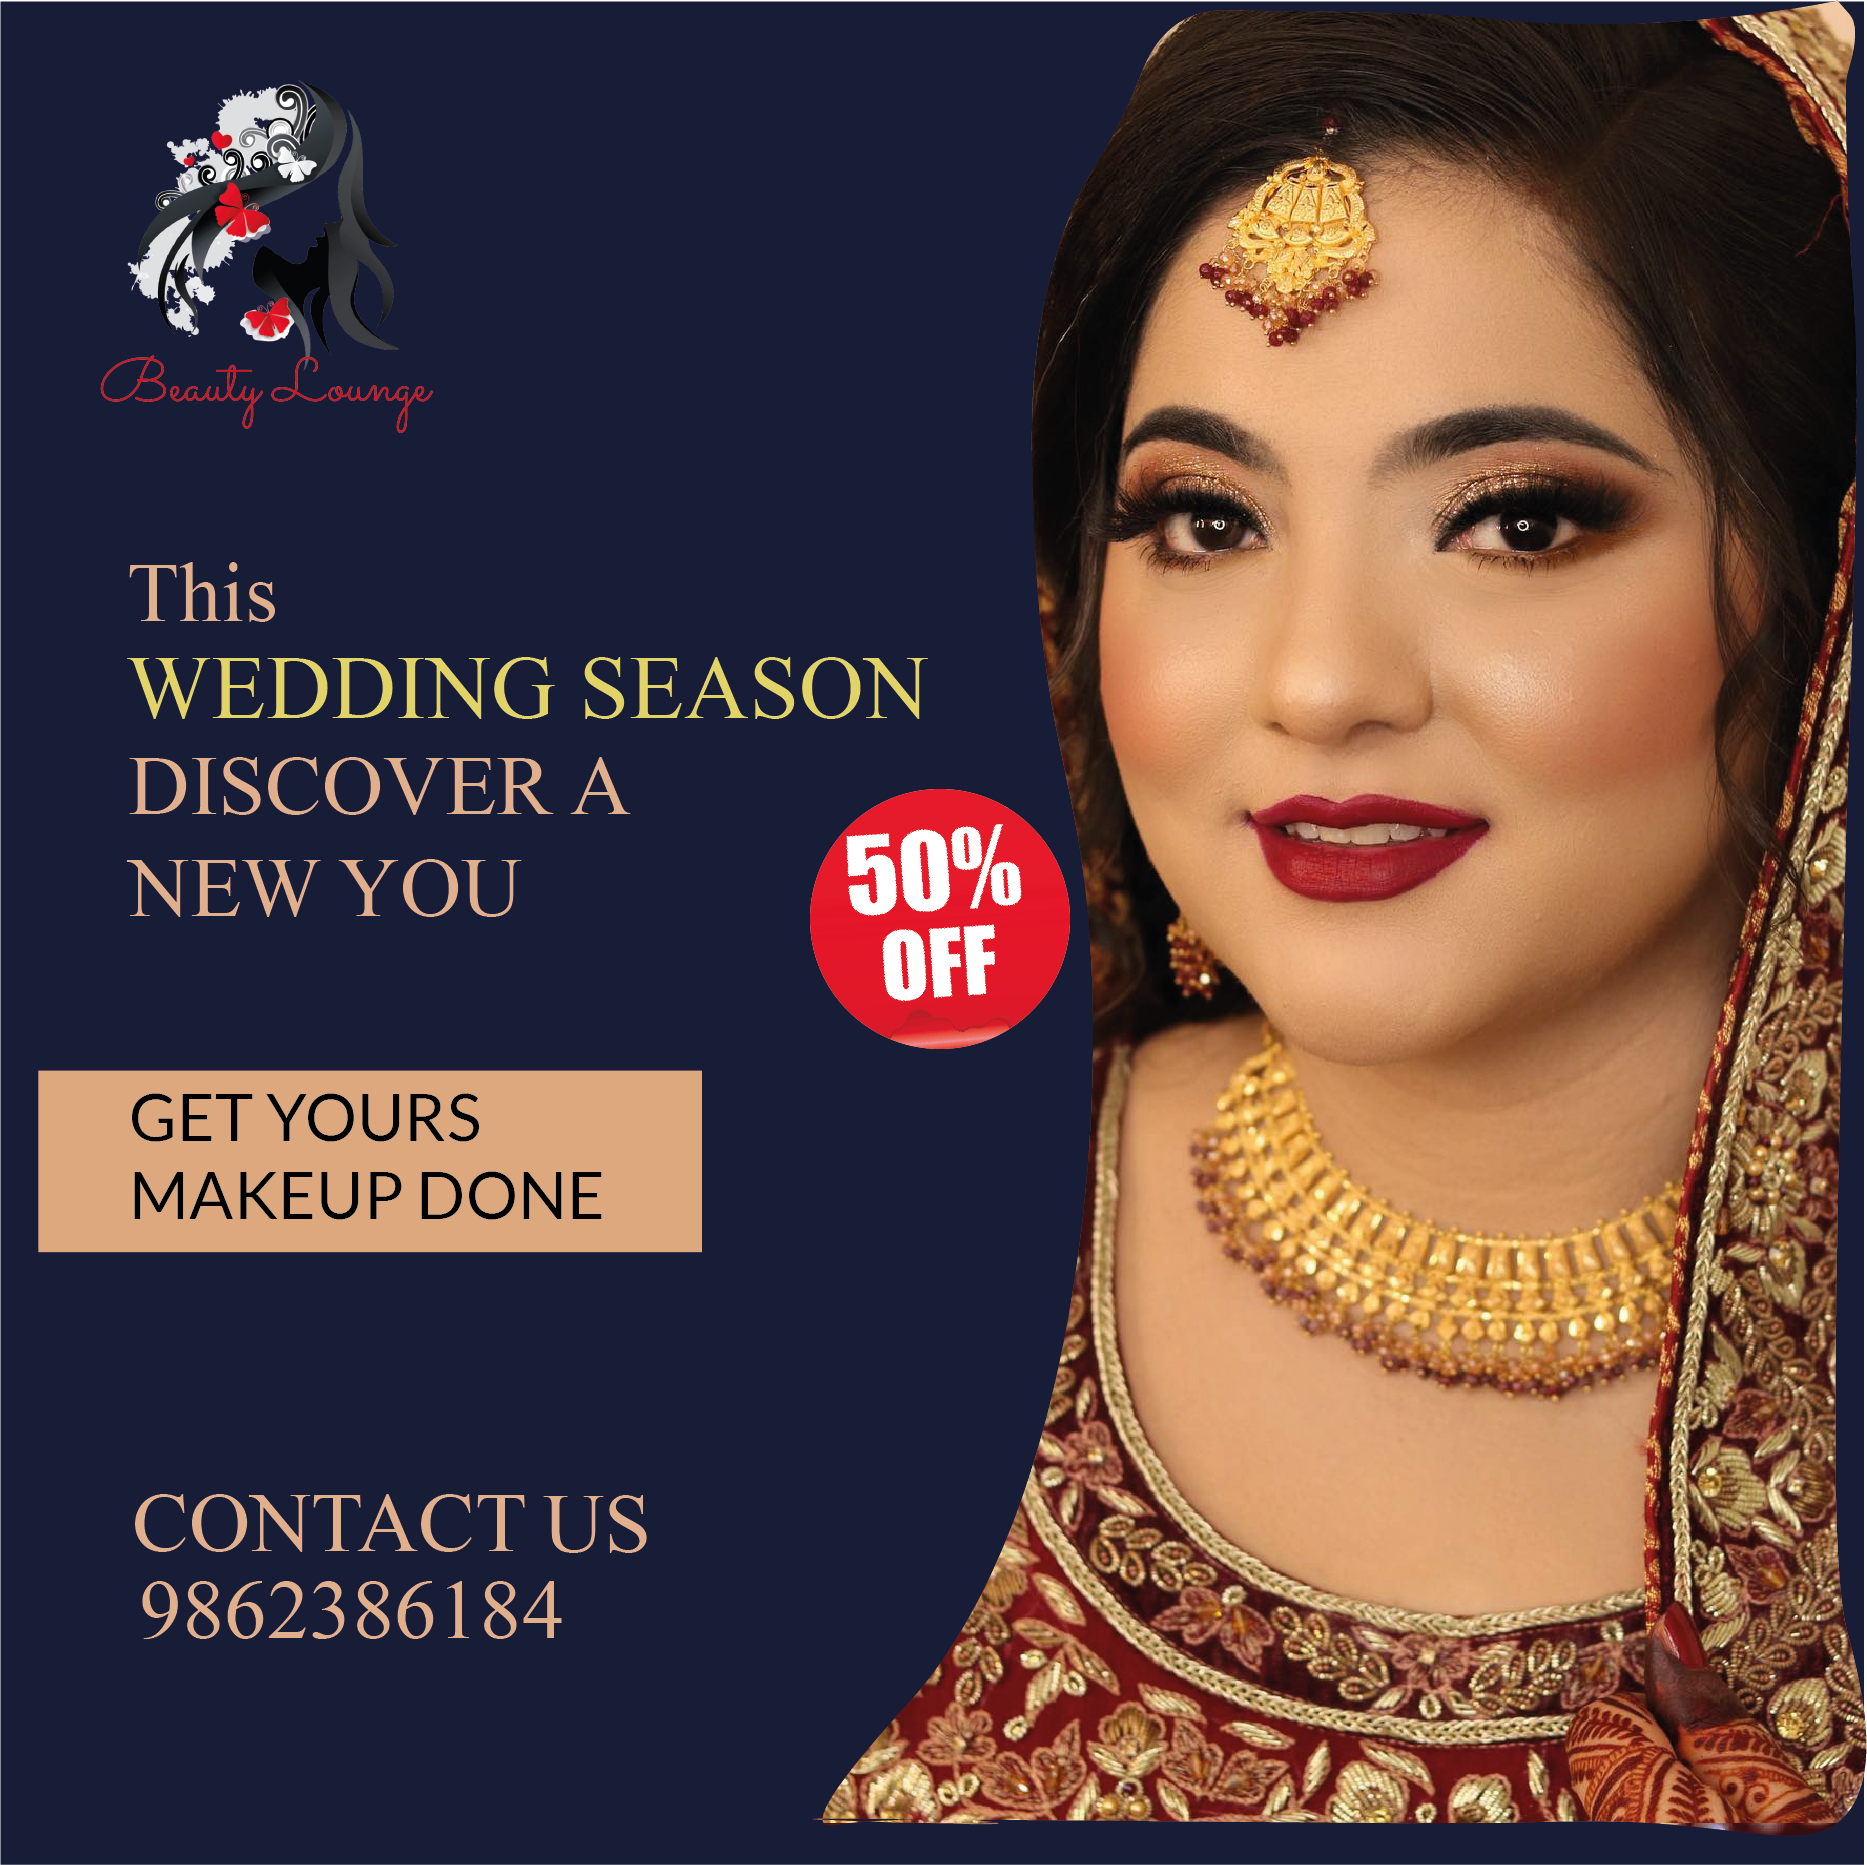 Beauty Lounge
This
WEDDING SEASON
DISCOVER A
NEW YOU
50%
OFF
GET YOURS
MAKEUP DONE
CONTACT US
9862386184